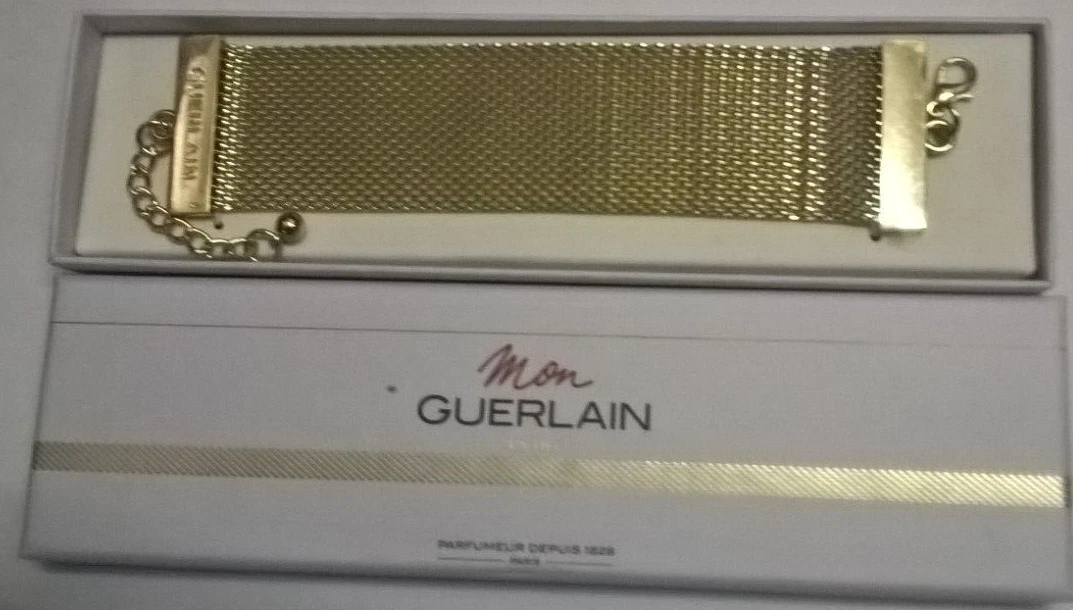 GUERLAIN
Mon
GUERLAIN
PARFUMEUR DEPUIS 1828
PARIS